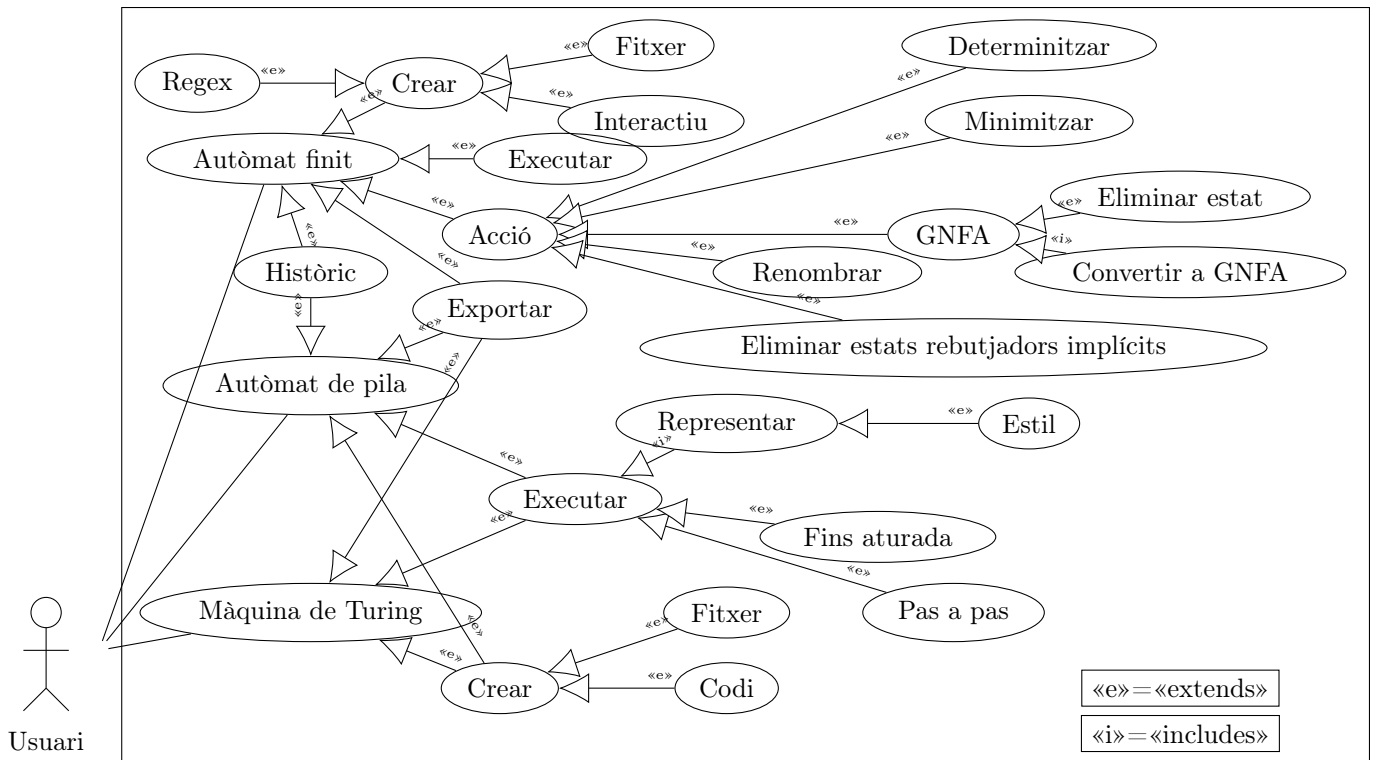 Fitxer
Determinitzar
Regex
«e»
Crear
«e»
«e»
«e»
«e»
Interactiu
Minimitzar
Autòmat finit
«e»
Executar
«e»
«e»
Acció
«e»
GNFA
«e»
Eliminar estat
«e»
«i»
Històric
«e»
«e»
Renombrar
Convertir a GNFA
«e»
Exportar
«e»
«e»
«e»
Eliminar estats rebutjadors implícits
Autòmat de pila
Representar
«e»
Estil
«i»
«e»
Executar
«e»
«e»
Fins aturada
«e»
Màquina de Turing
Fitxer
Pas a pas
«e»
«e»
«e»
Crear
«e»
Codi
«e»=«extends»
«i»=«includes»
Usuari